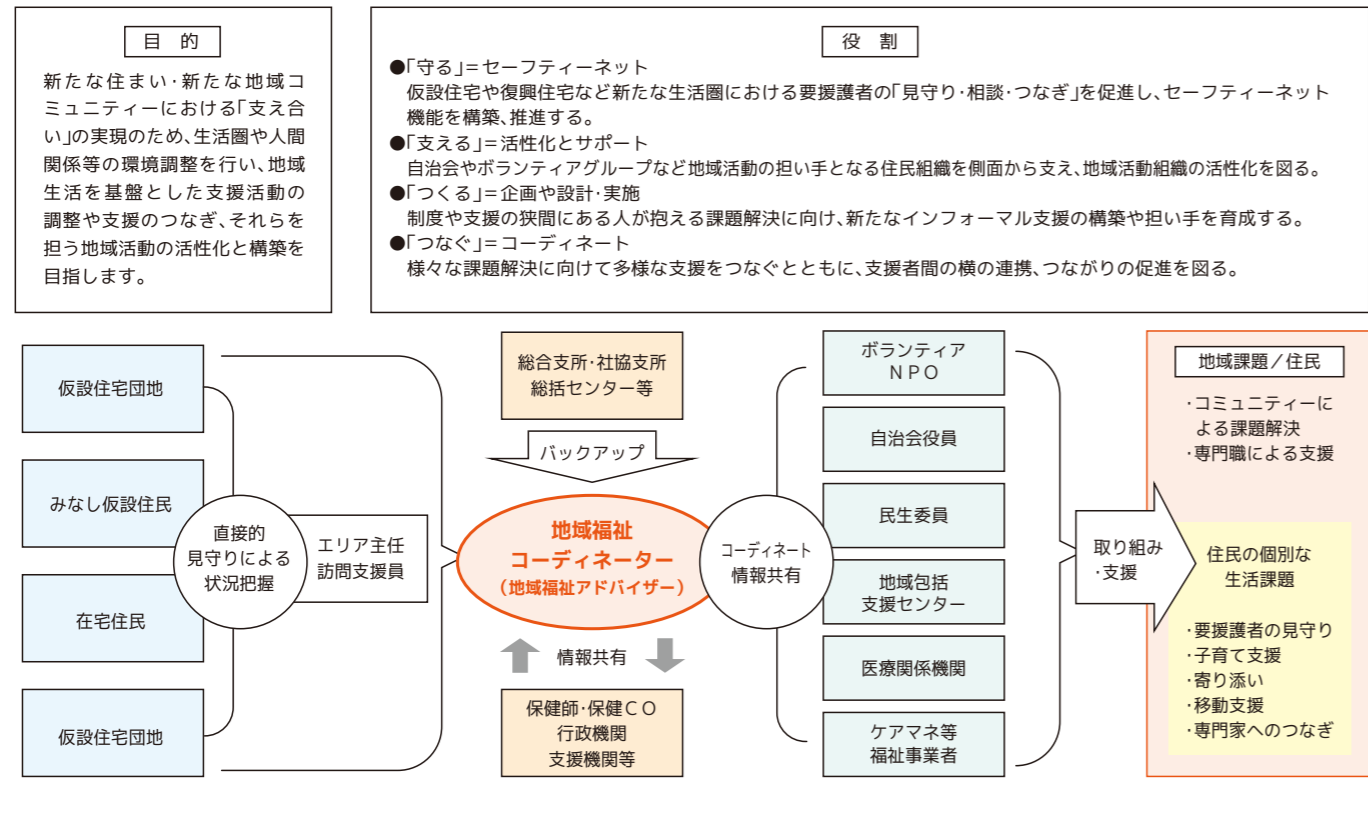 目 的
新たな住まい・新たな地域コ
ミュニティーにおける「支え合
い」の実現のため、生活圏や人間
関係等の環境調整を行い、地域
生活を基盤とした支援活動の
調整や支援のつなぎ、それらを
担う地域活動の活性化と構築を
目指します。
役 割
●「守る」=セーフティーネット
仮設住宅や復興住宅など新たな生活圏における要援護者の「見守り・相談・つなぎ」を促進し、セーフティーネット
機能を構築、推進する。
●「支える」=活性化とサポート
自治会やボランティアグループなど地域活動の担い手となる住民組織を側面から支え、地域活動組織の活性化を図る。
●「つくる」=企画や設計・実施
制度や支援の狭間にある人が抱える課題解決に向け、新たなインフォーマル支援の構築や担い手を育成する。
●「つなぐ」=コーディネート
様々な課題解決に向けて多様な支援をつなぐとともに、支援者間の横の連携、つながりの促進を図る。
仮設住宅団地
みなし仮設住民
在宅住民
仮設住宅団地
直接的
見守りによる
状況把握
エリア主任
訪問支援員
総合支所・社協支所
総括センター等
バックアップ
地域福祉
コーディネーター
(地域福祉アドバイザー)
情報共有
保健師・保健CO
行政機関
支援機関等
コーディネート
情報共有
ボランティア
NPO
自治会役員
民生委員
地域包括
支援センター
医療関係機関
ケアマネ等
福祉事業者
取り組み
・支援
地域課題/住民
・コミュニティーに
よる課題解決
・専門職による支援
住民の個別な
生活課題
・要援護者の見守り
・子育て支援
・寄り添い
・移動支援
・専門家へのつなぎ